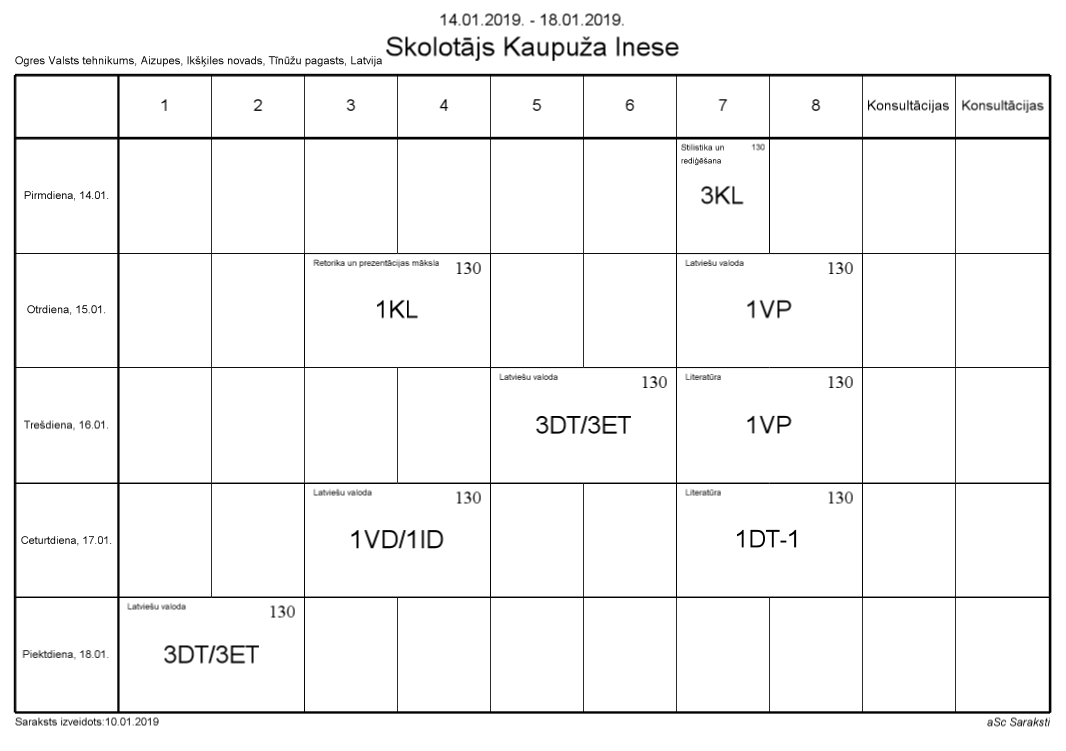 14.01.2019. - 18.01.2019.
Skolotājs Kaupuža Inese
Ogres Valsts tehnikums, Aizupes, Ikšķiles novads, Tīnūžu pagasts, Latvija
1 2 3 4 5 6 7 8 Konsultācijas Konsultācijas
Stilistika un 130
rediģēšana
Pirmdiena, 14.01. 3KL
Retorika un prezentācijas māksla 130 Latviešu valoda 130
Otrdiena, 15.01. 1KL 1VP
Latviešu valoda 130 Literatūra 130
Trešdiena, 16.01. 3DT/3ET 1VP
Latviešu valoda 130 Literatūra 130
Ceturtdiena, 17.01. 1VD/1ID 1DT-1
Latviešu valoda 130
Piektdiena, 18.01. 3DT/3ET
Saraksts izveidots:10.01.2019 aSc Saraksti